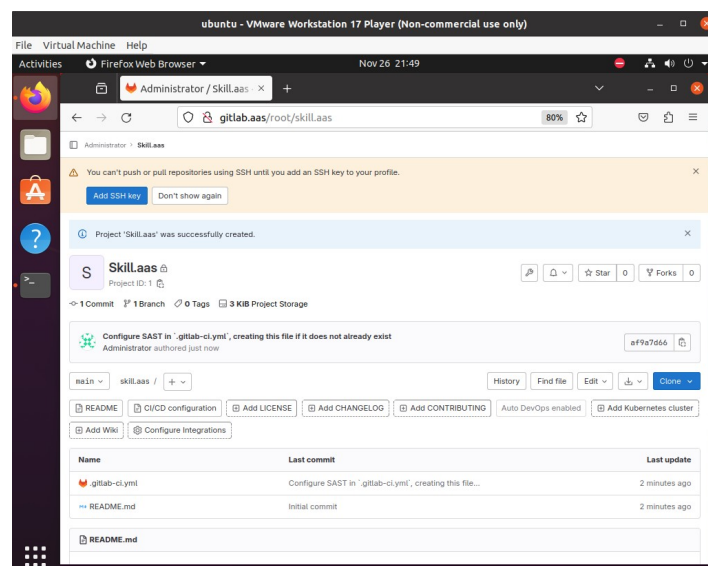 ubuntu - VMware Workstation 17 Player (Non-commercial use only)
File Virtual Machine Help
Activities Firefox Web Browser Nov 26 21:49
Administrator / Skill.aas
gitlab.aas/root/skill.aas 80%
Administrator > Skill.aas
You can't push or pull repositories using SSH until you add an SSH key to your profile.
Add SSH key Don't show again
Project 'Skill.aas' was successfully created.
S Skill.aas
Project ID: 1
Star 0 Forks 0
1 Commit 1 Branch 0 Tags 3 KiB Project Storage
Configure SAST in `.gitlab-ci.yml`, creating this file if it does not already exist
Administrator authored just now
af9a7d66
main skill.aas / + History Find file Edit Clone
README CI/CD configuration Add LICENSE Add CHANGELOG Add CONTRIBUTING Auto DevOps enabled Add Kubernetes cluster
Add Wiki Configure Integrations
Name Last commit Last update
.gitlab-ci.yml Configure SAST in `.gitlab-ci.yml`, creating this file... 2 minutes ago
README.md Initial commit 2 minutes ago
README.md